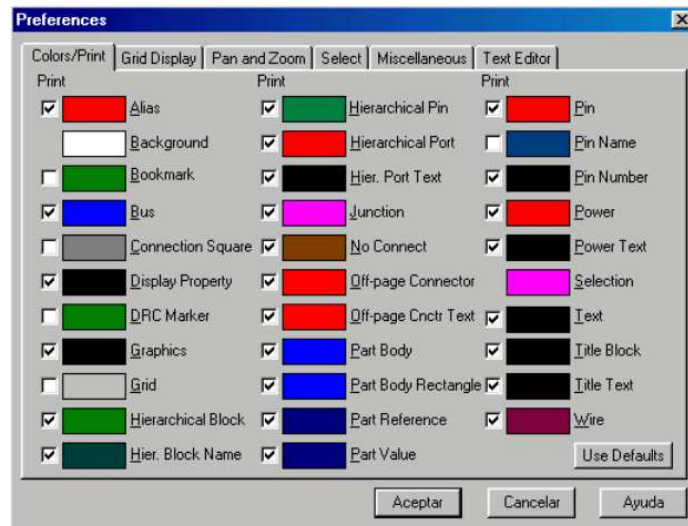 Preferences
Colors/Print Grid Display Pan and Zoom Select Miscellaneous Text Editor
Print Print Print
Alias Hierarchical Pin Pin
Background Hierarchical Port Pin Name
Bookmark Hier. Port Text Pin Number
Bus Junction Power
Connection Square No Connect Power Text
Display Property Off-page Connector Selection
DRC Marker Off-page Cnctr Text Text
Graphics Part Body Title Block
Grid Part Body Rectangle Title Text
Hierarchical Block Part Reference Wire
Hier. Block Name Part Value Use Defaults
Aceptar Cancelar Ayuda